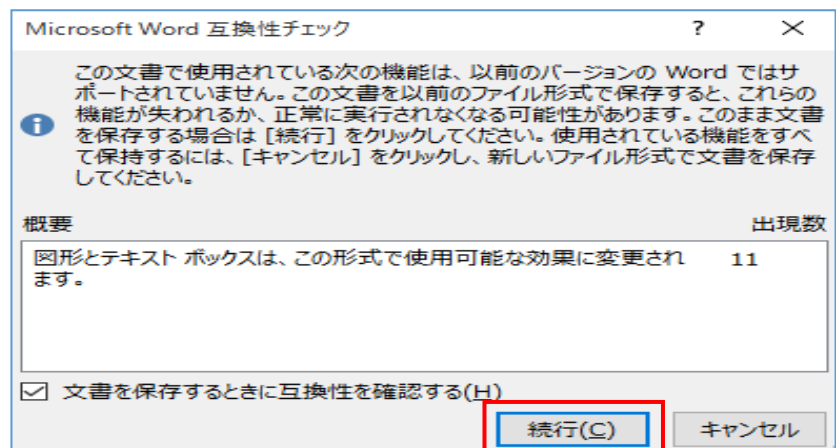 Microsoft Word 互換性チェック ? ×
この文書で使用されている次の機能は、以前のバージョンの Word ではサ
ポートされていません。この文書を以前のファイル形式で保存すると、これらの
機能が失われるか、正常に実行されなくなる可能性があります。このまま文書
を保存する場合は [続行] をクリックしてください。使用されている機能をすべ
て保持するには、[キャンセル] をクリックし、新しいファイル形式で文書を保存
してください。
概要 出現数
図形とテキスト ボックスは、この形式で使用可能な効果に変更され 11
ます。
文書を保存するときに互換性を確認する(H)
続行(C) キャンセル